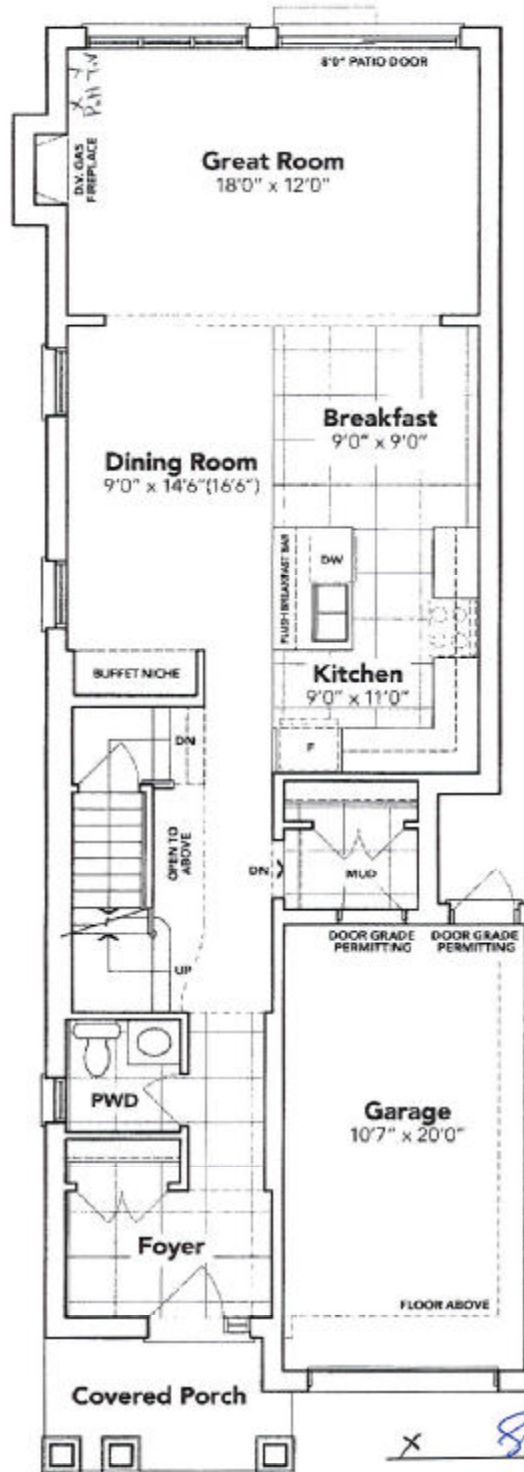 8'0" PATIO DOOR
D.V. GAS
FIREPLACE
Great Room
18'0" x 12'0"
Breakfast
9'0" x 9'0"
Dining Room
9'0" x 14'6"(16'6")
FLUSH BREAKFAST BAR
DW
BUFFET NICHE
Kitchen
9'0" x 11'0"
F
DN
OPEN TO
ABOVE
DN
MUD
DOOR GRADE
PERMITTING
DOOR GRADE
PERMITTING
UP
PWD
Garage
10'7" x 20'0"
Foyer
FLOOR ABOVE
Covered Porch
x